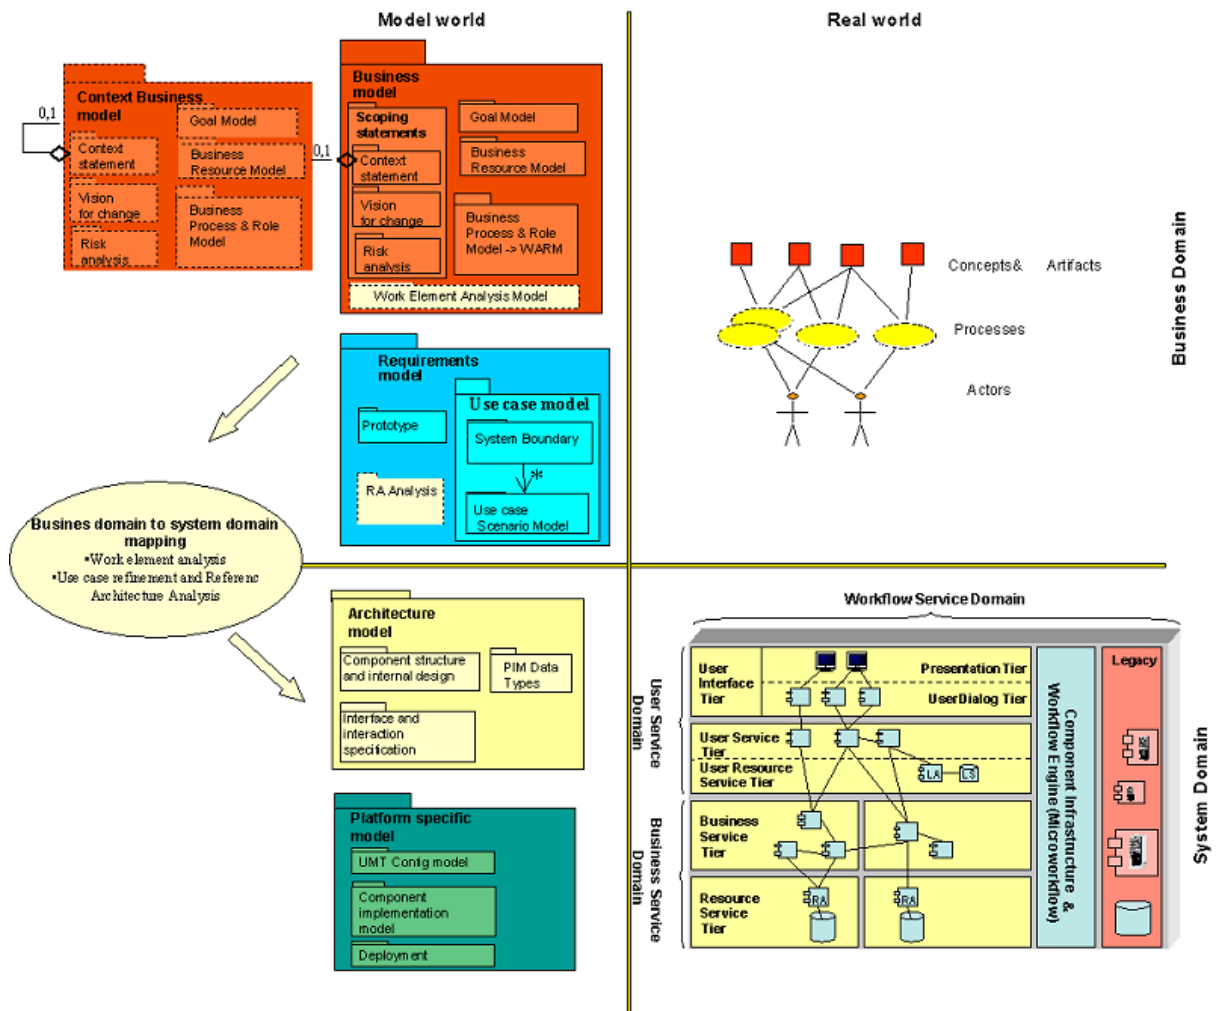 Model world
Real world
Context Business
model
Goal Model
Context
statement
Business
Resource Model
Vision
for change
Business
Process & Role
Model
Risk
analysis
0,1
0,1
Business
model
Scoping
statements
Context
statement
Vision
for change
Risk
analysis
Goal Model
Business
Resource Model
Business
Process & Role
Model -> WARM
Work Element Analysis Model
Requirements
model
Prototype
RA Analysis
Use case model
System Boundary
*
Use case
Scenario Model
Concepts& Artifacts
Processes
Actors
Business Domain
Busines domain to system domain
mapping
•Work element analysis
•Use case refinement and Referenc
Architecture Analysis
Architecture
model
Component structure
and internal design
PIM Data
Types
Interface and
interaction
specification
Platform specific
model
UMT Contig model
Component
implementation
model
Deployment
Workflow Service Domain
User Service
Domain
Business Service
Domain
User
Interface
Tier
Presentation Tier
UserDialog Tier
User Service
Tier
User Resource
Service Tier
LA
LS
Business
Service
Tier
Resource
Service
Tier
RA
RA
Component Infrastructure &
Workflow Engine (Microworkflow)
Legacy
System Domain